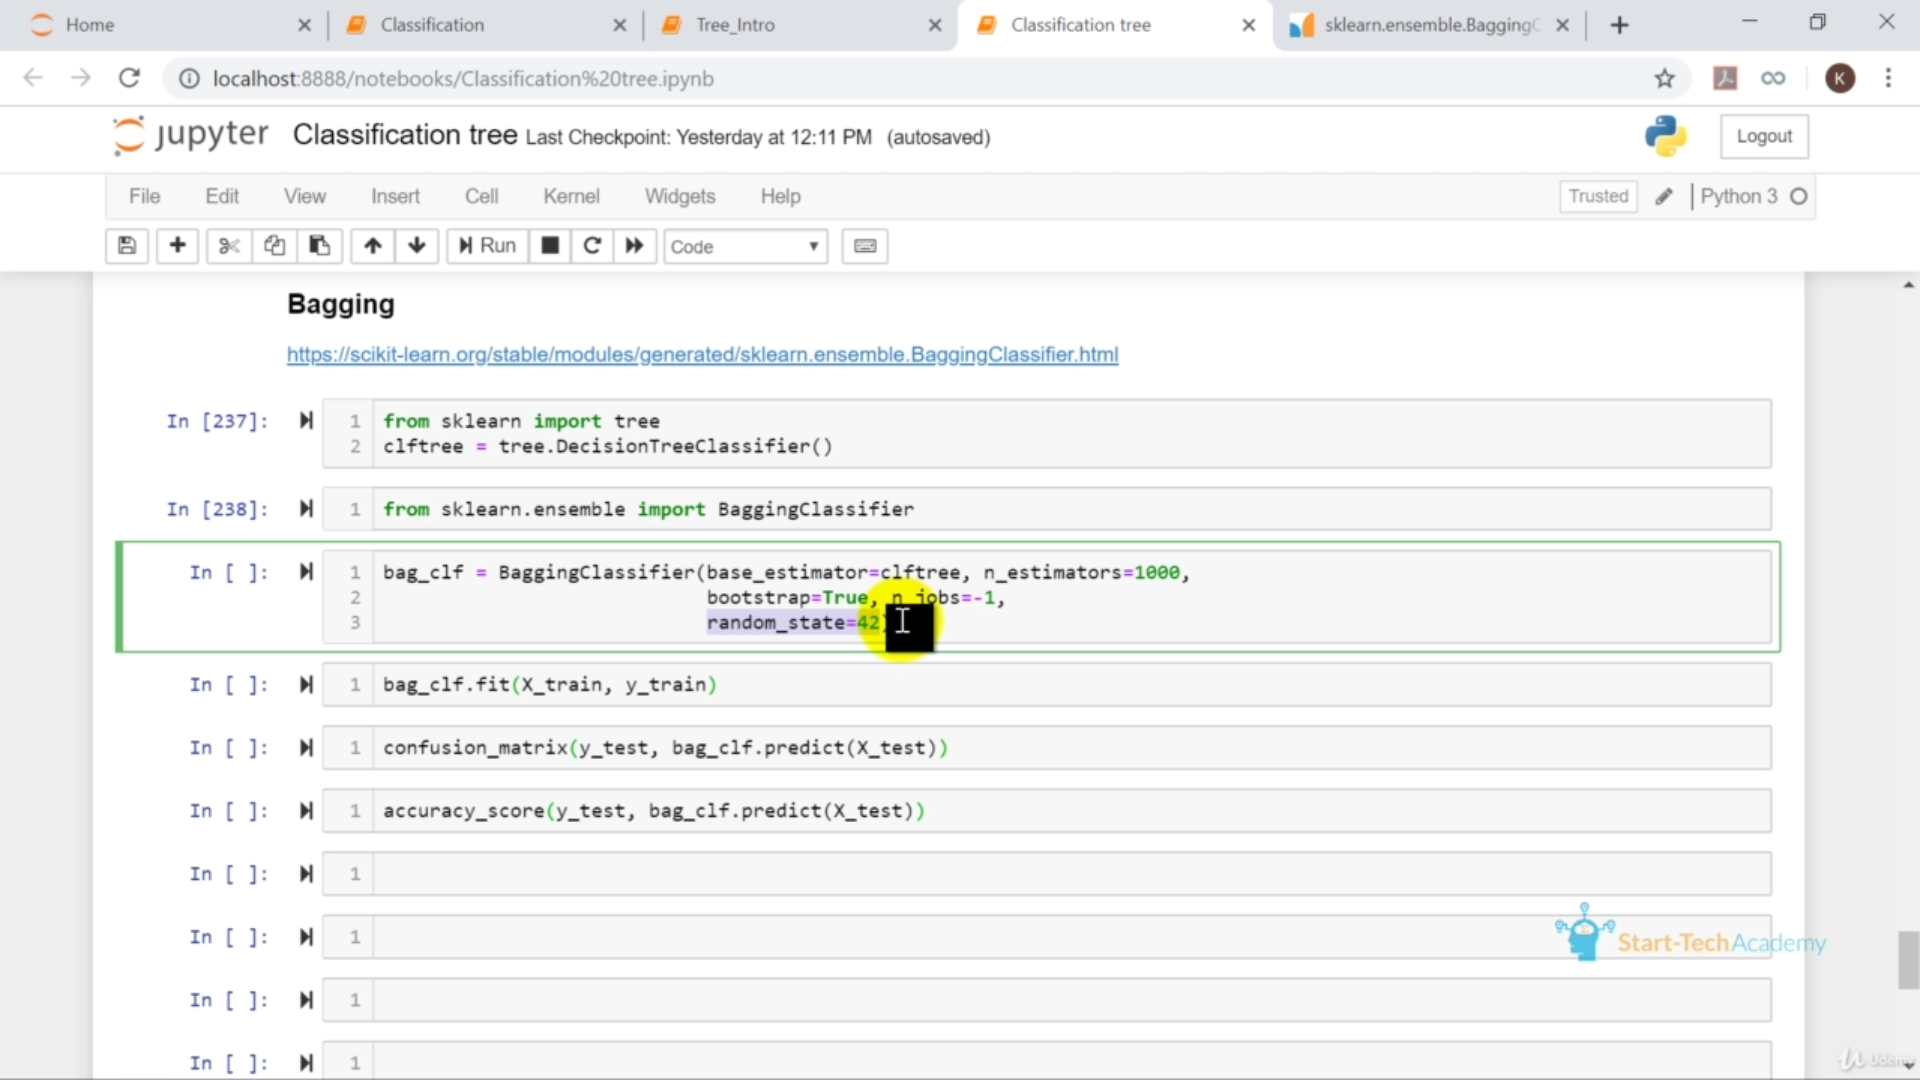 Home
Classification
Tree_Intro
Classification tree
sklearn.ensemble.BaggingC
localhost:8888/notebooks/Classification%20tree.ipynb
K
jupyter Classification tree Last Checkpoint: Yesterday at 12:11 PM (autosaved)
Logout
File Edit View Insert Cell Kernel Widgets Help
Trusted Python 3
Run Code
Bagging
https://scikit-learn.org/stable/modules/generated/sklearn.ensemble.BaggingClassifier.html
In [237]: 1 from sklearn import tree
2 clftree = tree.DecisionTreeClassifier()
In [238]: 1 from sklearn.ensemble import BaggingClassifier
In [ ]: 1 bag_clf = BaggingClassifier(base_estimator=clftree, n_estimators=1000,
2 bootstrap=True, n_jobs=-1,
3 random_state=42)
In [ ]: 1 bag_clf.fit(X_train, y_train)
In [ ]: 1 confusion_matrix(y_test, bag_clf.predict(X_test))
In [ ]: 1 accuracy_score(y_test, bag_clf.predict(X_test))
In [ ]: 1
In [ ]: 1
Start-TechAcademy
In [ ]: 1
In [ ]: 1
Udemy